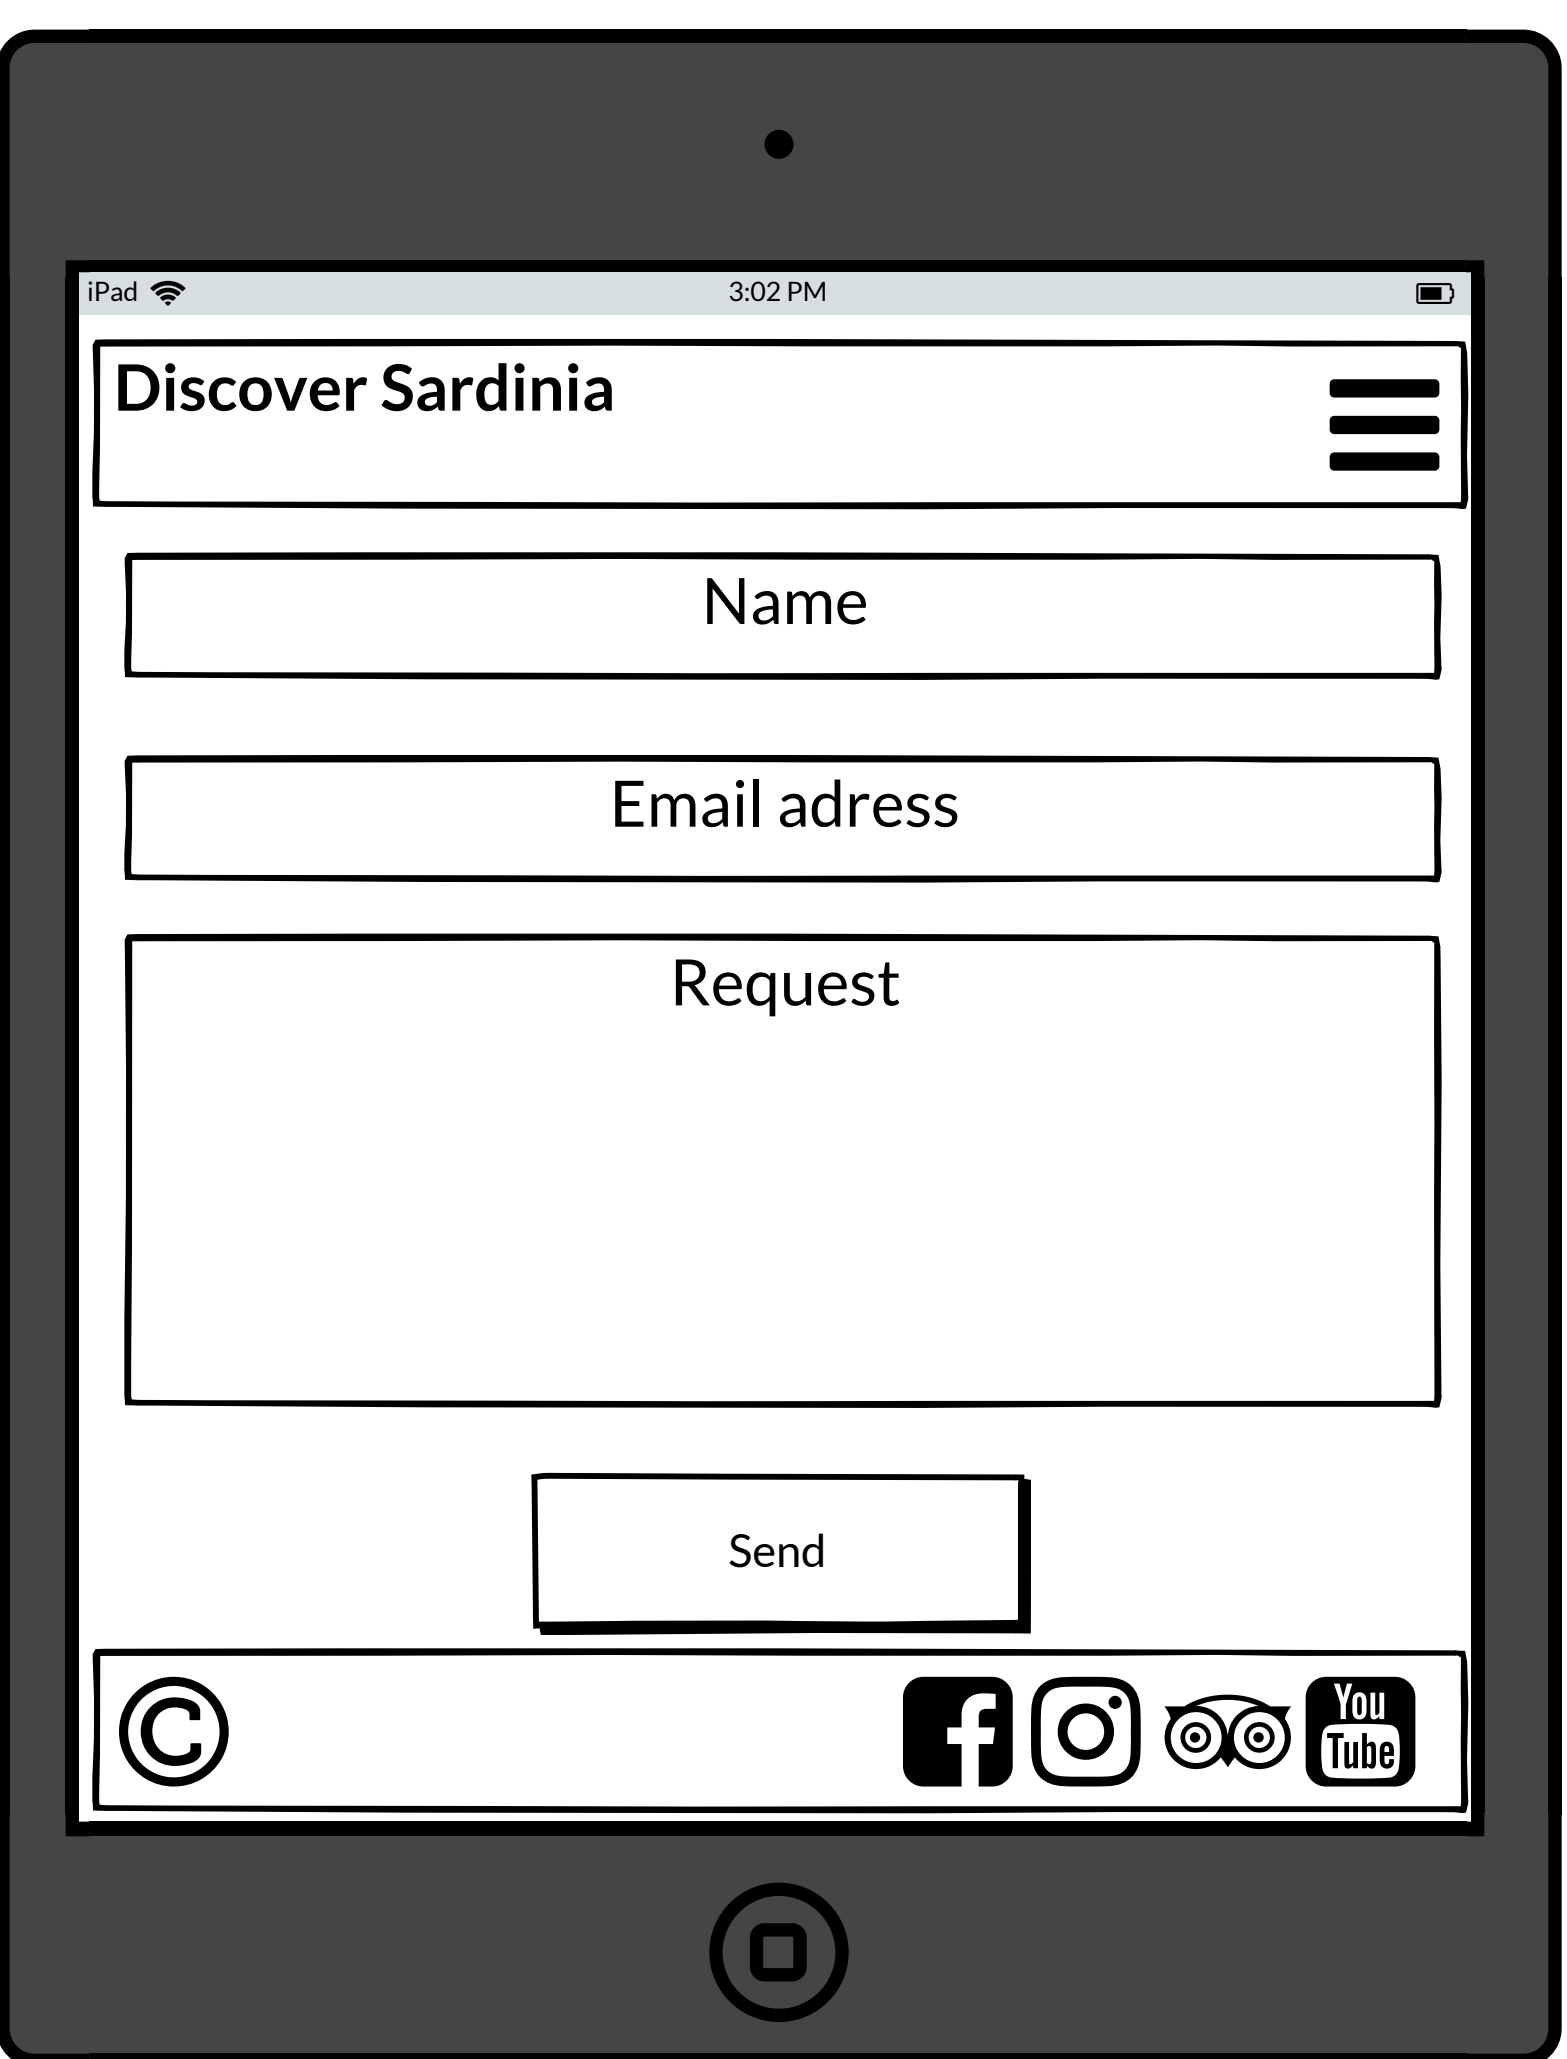 iPad
3:02 PM
Discover Sardinia
Name
Email adress
Request
Send
©
You
Tube